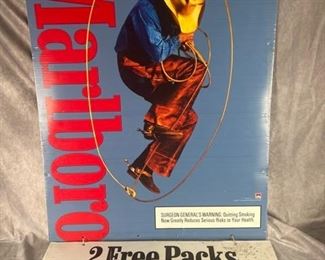 Marlboro
SURGEON GENERAL'S WARNING: Quitting Smoking
Now Greatly Reduces Serious Risks to Your Health
2 Free Packs